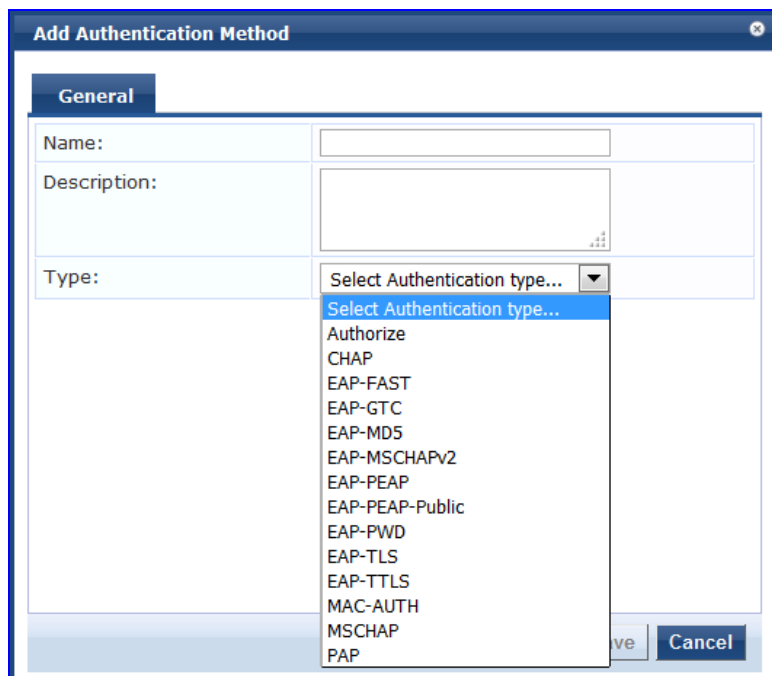 Add Authentication Method
General
Name:
Description:
Type:
Select Authentication type...
Select Authentication type...
Authorize
CHAP
EAP-FAST
EAP-GTC
EAP-MD5
EAP-MSCHAPv2
EAP-PEAP
EAP-PEAP-Public
EAP-PWD
EAP-TLS
EAP-TTLS
MAC-AUTH
MSCHAP
PAP
Cancel